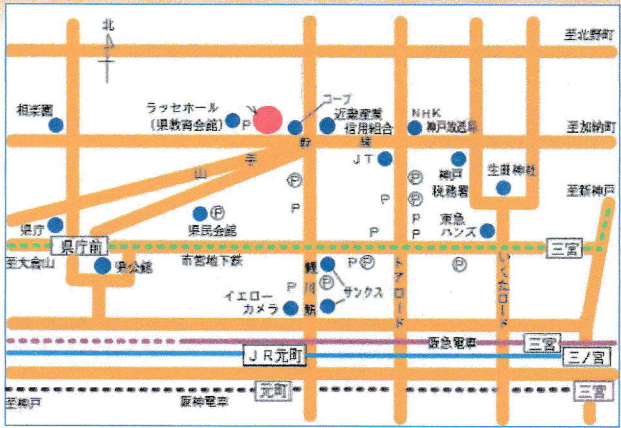 北
至北野町
相楽園
ラッセホール
(県教育会館)
P
コープ
近畿産業
信用組合
NHK
神戸放送局
至加納町
山
手
幹
線
JT
神戸
税務署
生田神社
至新神戸
P
P
P
P
県庁
県民会館
P
P
P
東急
ハンズ
県庁前
三宮
至大倉山
県公館
市営地下鉄
P
P
P
鯉
川
筋
トアロード
いくたロード
P
P
サンクス
イエロー
カメラ
阪急電車
三宮
JR元町
三ノ宮
元町
三宮
至神戸
阪神電車